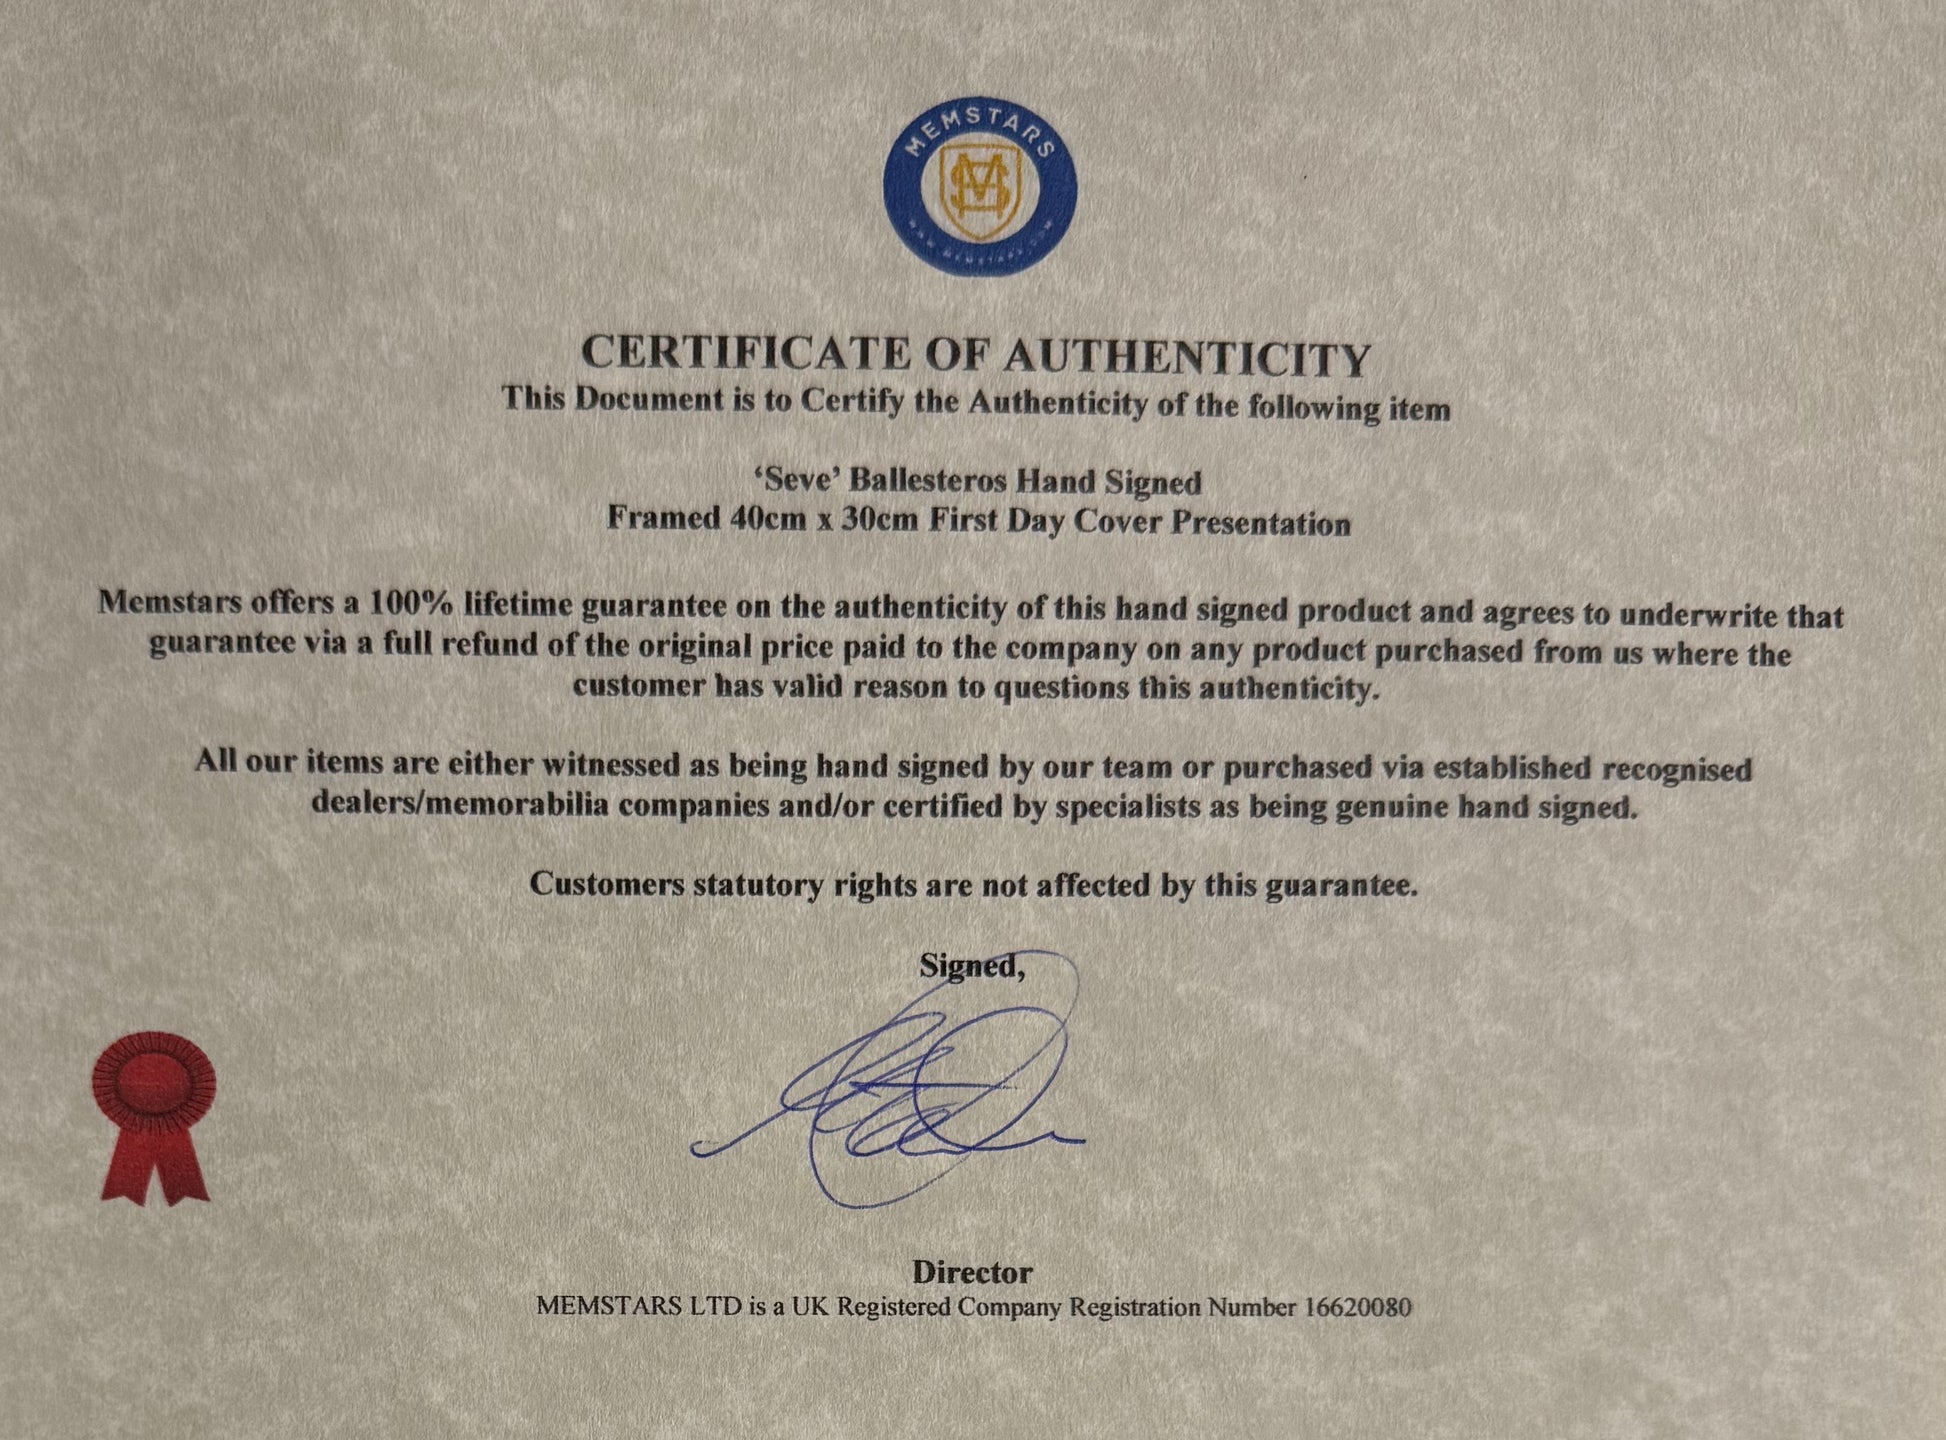 MEMSTARS
WWW.MEMSTARS.COM
CERTIFICATE OF AUTHENTICITY
This Document is to Certify the Authenticity of the following item
‘Seve’ Ballesteros Hand Signed
Framed 40cm x 30cm First Day Cover Presentation
Memstars offers a 100% lifetime guarantee on the authenticity of this hand signed product and agrees to underwrite that
guarantee via a full refund of the original price paid to the company on any product purchased from us where the
customer has valid reason to questions this authenticity.
All our items are either witnessed as being hand signed by our team or purchased via established recognised
dealers/memorabilia companies and/or certified by specialists as being genuine hand signed.
Customers statutory rights are not affected by this guarantee.
Signed,
Director
MEMSTARS LTD is a UK Registered Company Registration Number 16620080